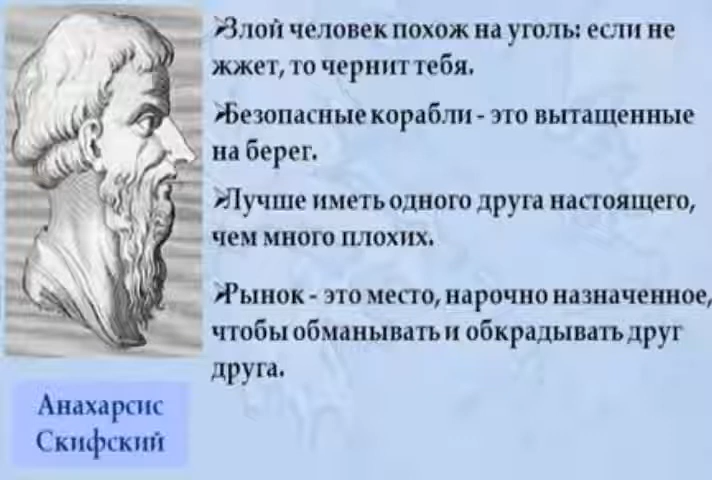 ➢Злой человек похож на уголь: если не
жжет, то чернит тебя.
➢Безопасные корабли - это вытащенные
на берег.
➢Лучше иметь одного друга настоящего,
чем много плохих.
➢Рынок - это место, нарочно назначенное,
чтобы обманывать и обкрадывать друг
друга.
Анахарсис
Скифский